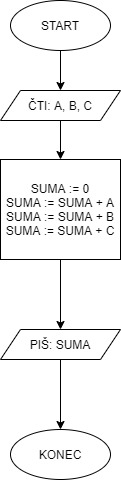 START
ČTI: A, B, C
SUMA := 0
SUMA := SUMA + A
SUMA := SUMA + B
SUMA := SUMA + C
PIŠ: SUMA
KONEC